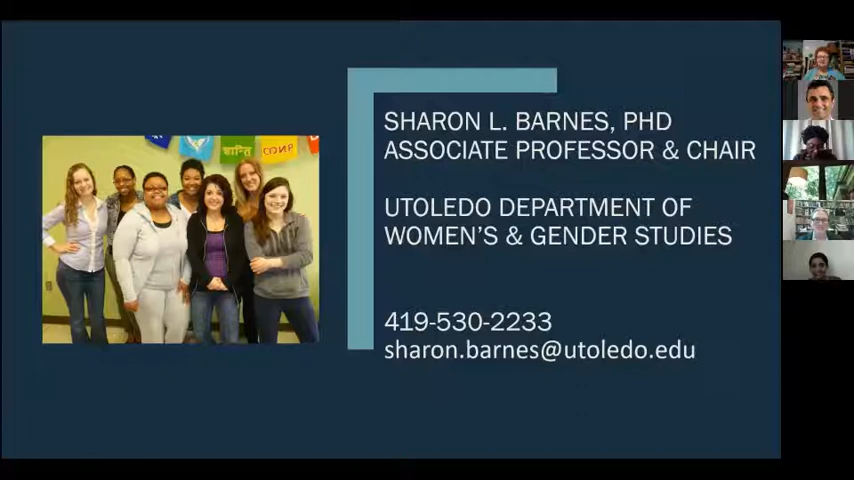 शान्ति
SHARON L. BARNES, PHD
ASSOCIATE PROFESSOR & CHAIR
UTOLEDO DEPARTMENT OF
WOMEN'S & GENDER STUDIES
419-530-2233
sharon.barnes@utoledo.edu